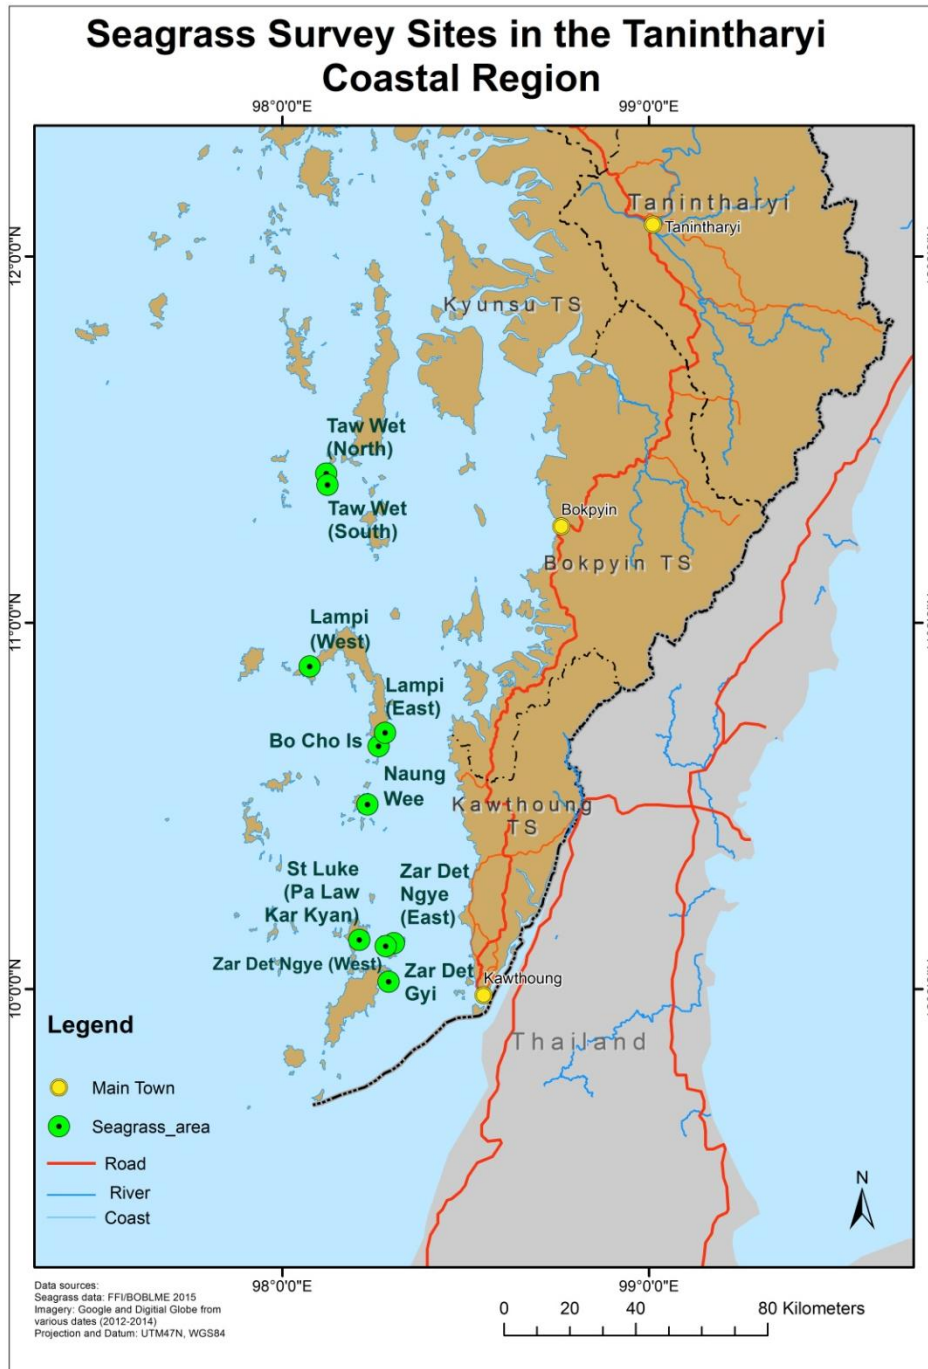 Seagrass Survey Sites in the Tanintharyi
Coastal Region
98°0'0"E
99°0'0"E
12°0'0"N
11°0'0"N
10°0'0"N
Tanintharyi
Tanintharyi
Kyunsu TS
Taw Wet
(North)
Taw Wet
(South)
Bokpyin
Bokpyin TS
Lampi
(West)
Lampi
(East)
Bo Cho Is
Naung
Wee
Kawthoung
TS
St Luke
(Pa Law
Kar Kyan)
Zar Det
Ngye
(East)
Zar Det Ngye (West)
Zar Det
Gyi
Kawthoung
Thailand
Legend
Main Town
Seagrass_area
Road
River
Coast
N
98°0'0"E
99°0'0"E
Data sources:
Seagrass data: FFI/BOBLME 2015
Imagery: Google and Digitial Globe from
various dates (2012-2014)
Projection and Datum: UTM47N, WGS84
0 20 40 80 Kilometers